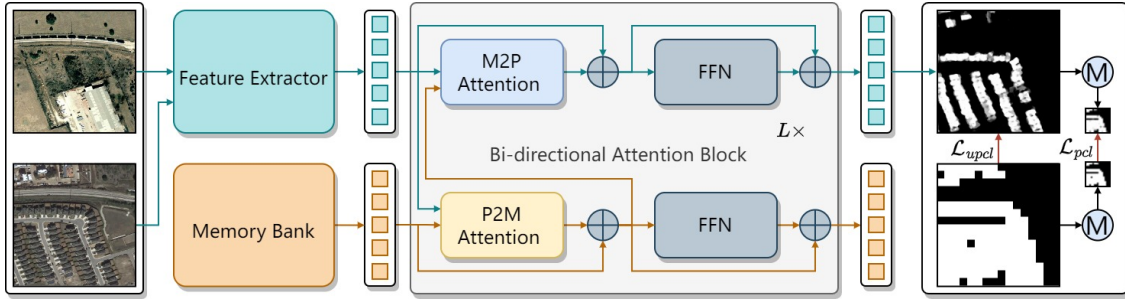 Feature Extractor
M2P
Attention
FFN
M
L×
Bi-directional Attention Block
ℒ_upcl
ℒ_pcl
Memory Bank
P2M
Attention
FFN
M